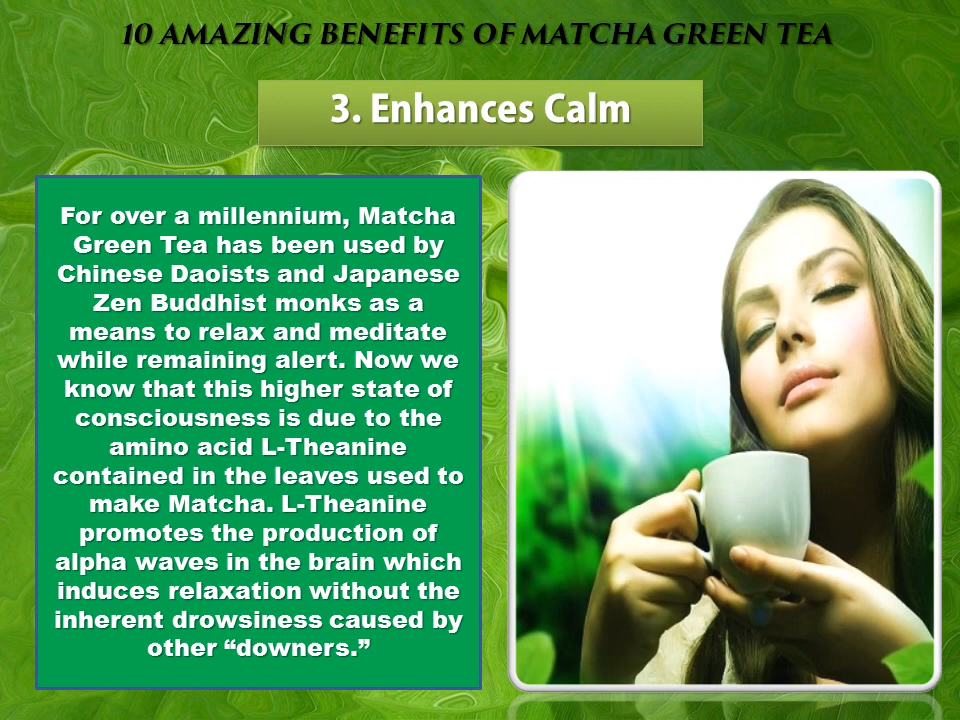 10 AMAZING BENEFITS OF MATCHA GREEN TEA
3. Enhances Calm
For over a millennium, Matcha
Green Tea has been used by
Chinese Daoists and Japanese
Zen Buddhist monks as a
means to relax and meditate
while remaining alert. Now we
know that this higher state of
consciousness is due to the
amino acid L-Theanine
contained in the leaves used to
make Matcha. L-Theanine
promotes the production of
alpha waves in the brain which
induces relaxation without the
inherent drowsiness caused by
other “downers.”